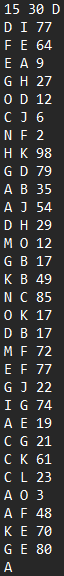 15 30 D
D I 77
F E 64
E A 9
G H 27
O D 12
C J 6
N F 2
H K 98
G D 79
A B 35
A J 54
D H 29
M O 12
G B 17
K B 49
N C 85
O K 17
D B 17
M F 72
E F 77
G J 22
I G 74
A E 19
C G 21
C K 61
C L 23
A O 3
A F 48
K E 70
G E 80
A